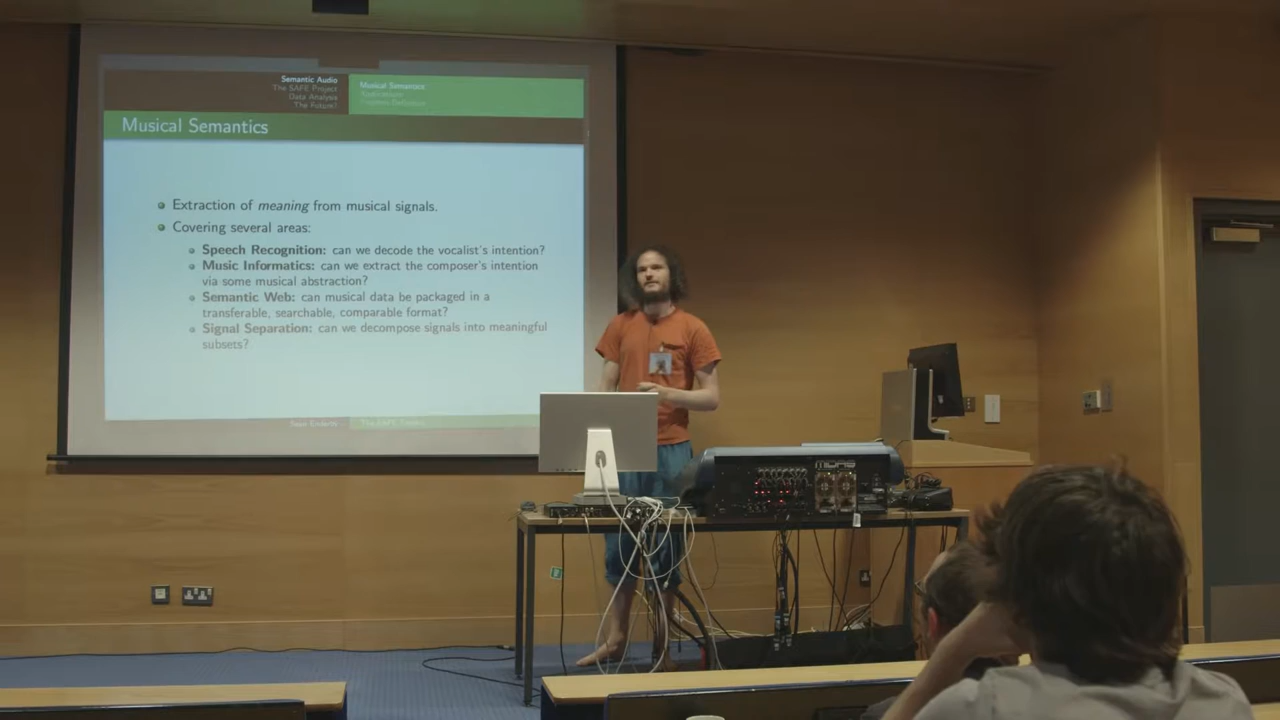 Semantic Audio
The SAFE Project
Data Analysis
The Future?
Musical Semantics
Musical Semantics
Extraction of meaning from musical signals.
Covering several areas:
Speech Recognition: can we decode the vocalist's intention?
Music Informatics: can we extract the composer's intention
via some musical abstraction?
Semantic Web: can musical data be packaged in a
transferable, searchable, comparable format?
Signal Separation: can we decompose signals into meaningful
subsets?